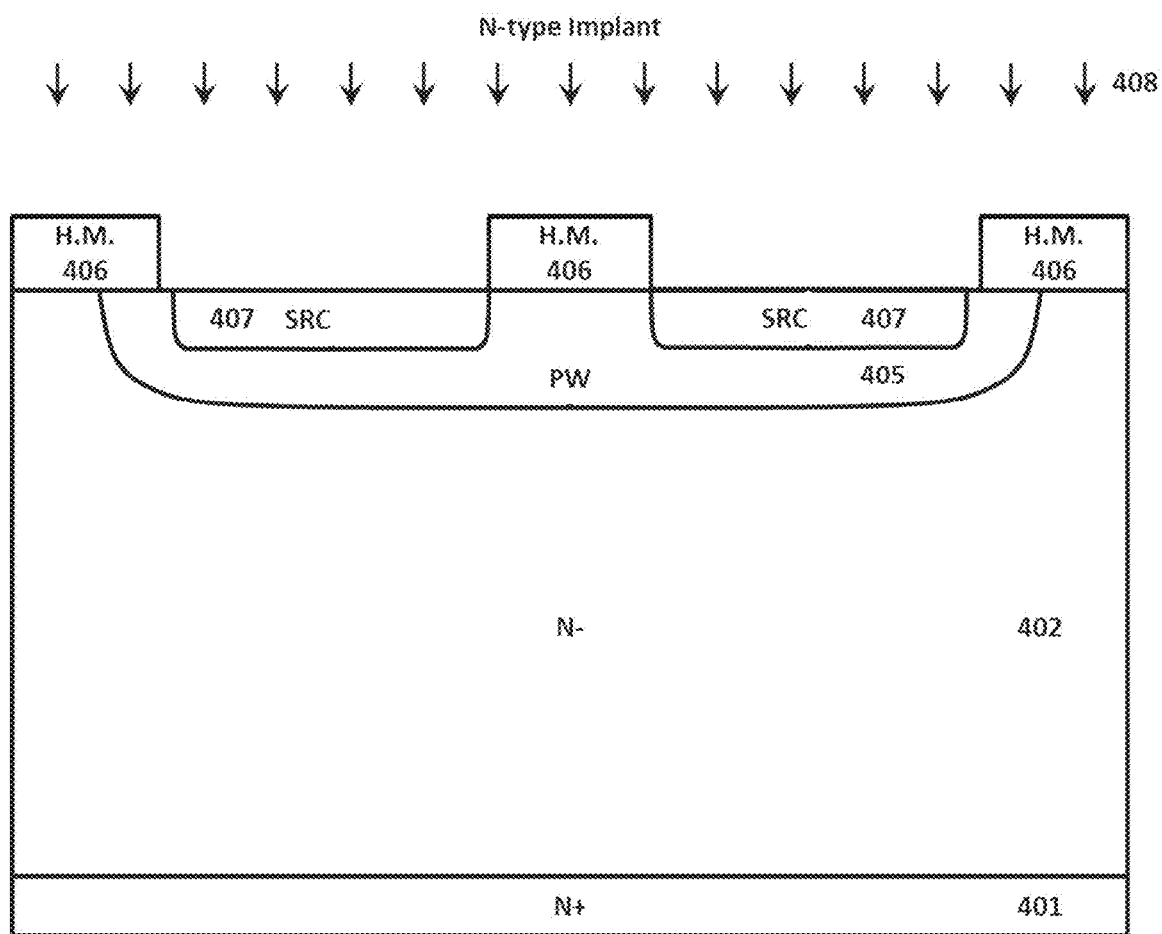 N-type Implant
408
H.M. H.M. H.M.
406 406 406
407 SRC SRC 407
PW 405
N- 402
N+ 401